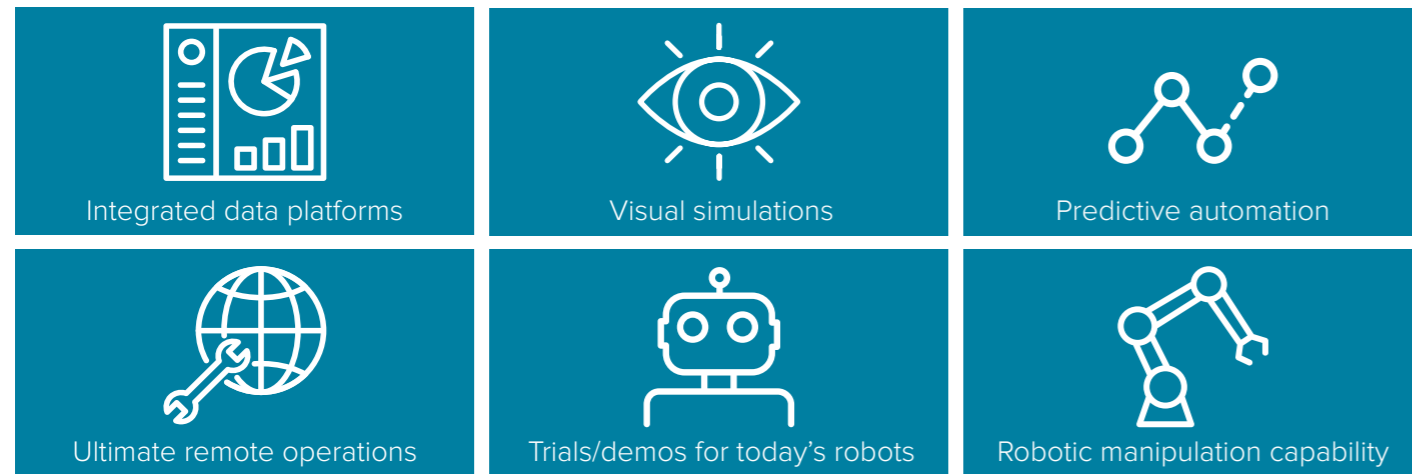 Integrated data platforms
Visual simulations
Predictive automation
Ultimate remote operations
Trials/demos for today’s robots
Robotic manipulation capability